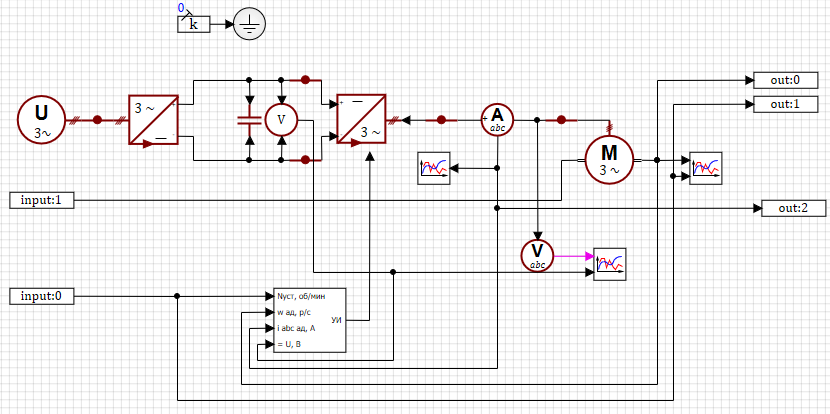 0
k
out:0
U
3~
3 ~
+
-
V
+
3 ~
+
A
abc
out:1
M
3 ~
input:1
out:2
V
abc
input:0
Nуст, об/мин
w ад, р/с
i abc ад, А
= U, В
УИ